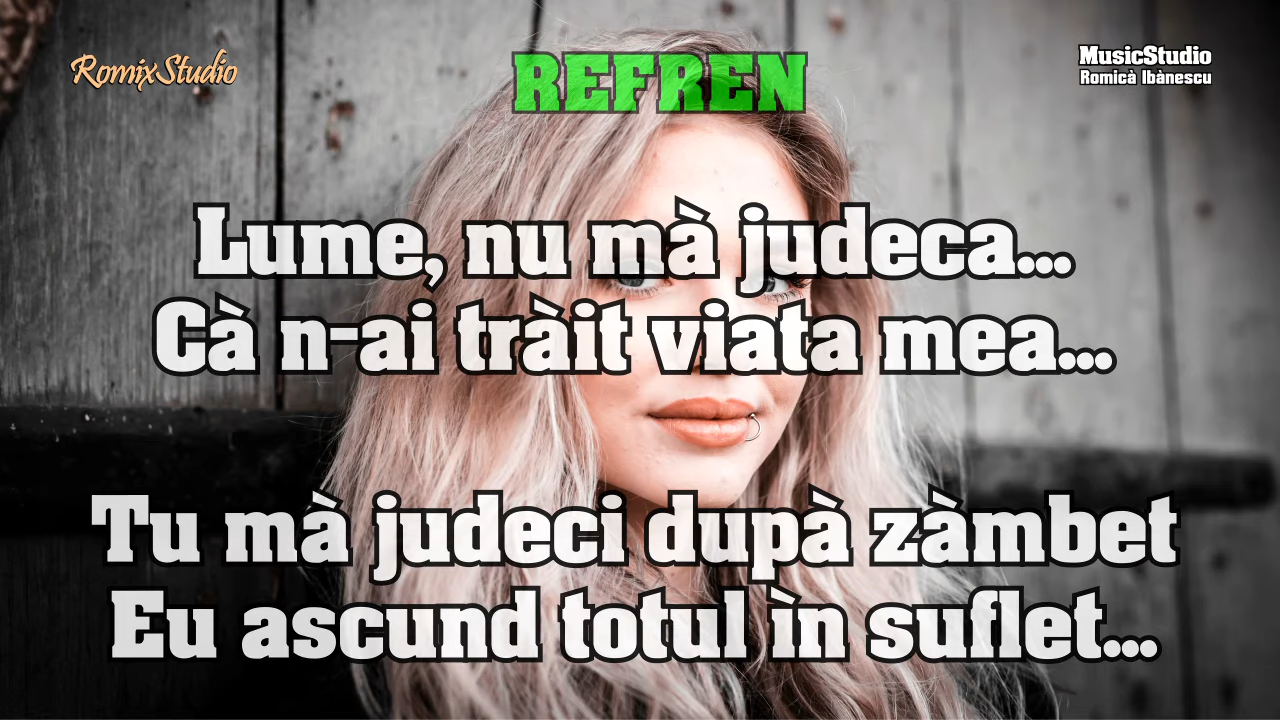 RomixStudio
REFREN
MusicStudio
Romicà Ibànescu
Lume, nu mà judeca...
Cà n-ai tràit viata mea...
Tu mà judeci dupà zàmbet
Eu ascund totul ìn suflet...